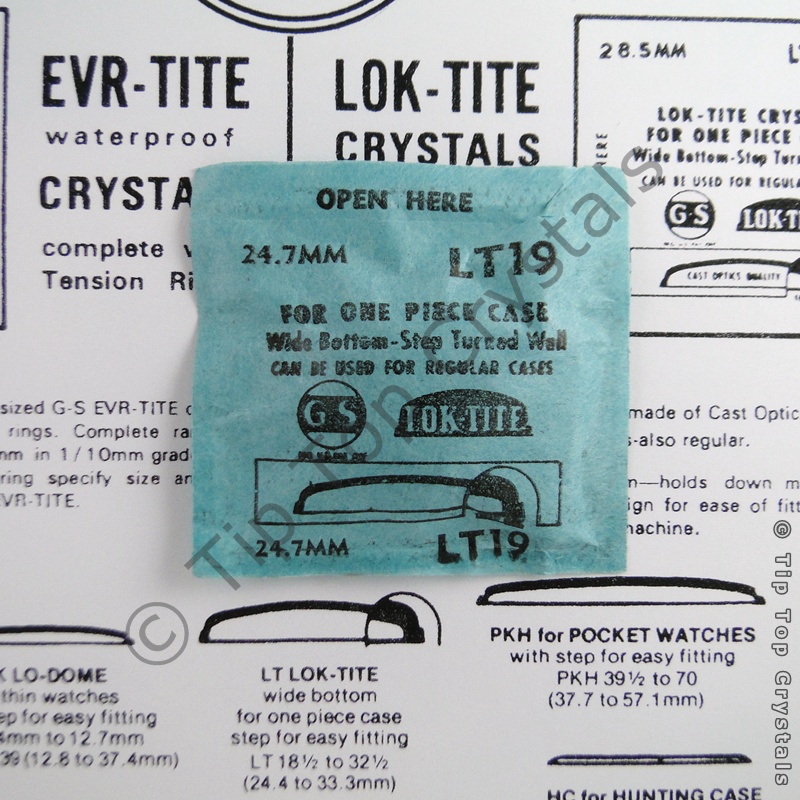 EVR-TITE
waterproof
CRYSTA
complete
Tension Ri
LOK-TITE
CRYSTALS
28.5MM
LOK-TITE CRYS
FOR ONE PIECE
Wide Bottom-Step Turned
CAN BE USED FOR REGULA
HERE
G-S
LOK-TI
CAST OPTICS QUALITY
OPEN HERE
24.7MM LT19
FOR ONE PIECE CASE
Wide Bottom-Step Turned Wall
CAN BE USED FOR REGULAR CASES
G-S
LOK-TITE
24.7MM LT19
sized G-S EVR-TITE
rings. Complete ra
mm in 1/10mm grad
ring specify size an
EVR-TITE.
made of Cast Optic
s-also regular.
m—holds down m
ign for ease of fitt
machine.
LO-DOME
thin watches
ep for easy fitting
4mm to 12.7mm
39 (12.8 to 37.4mm)
LT LOK-TITE
wide bottom
for one piece case
step for easy fitting
LT 18½ to 32½
(24.4 to 33.3mm)
PKH for POCKET WATCHES
with step for easy fitting
PKH 39½ to 70
(37.7 to 57.1mm)
HC for HUNTING CASE
© Tip Top Crystals
© Tip Top Crystals